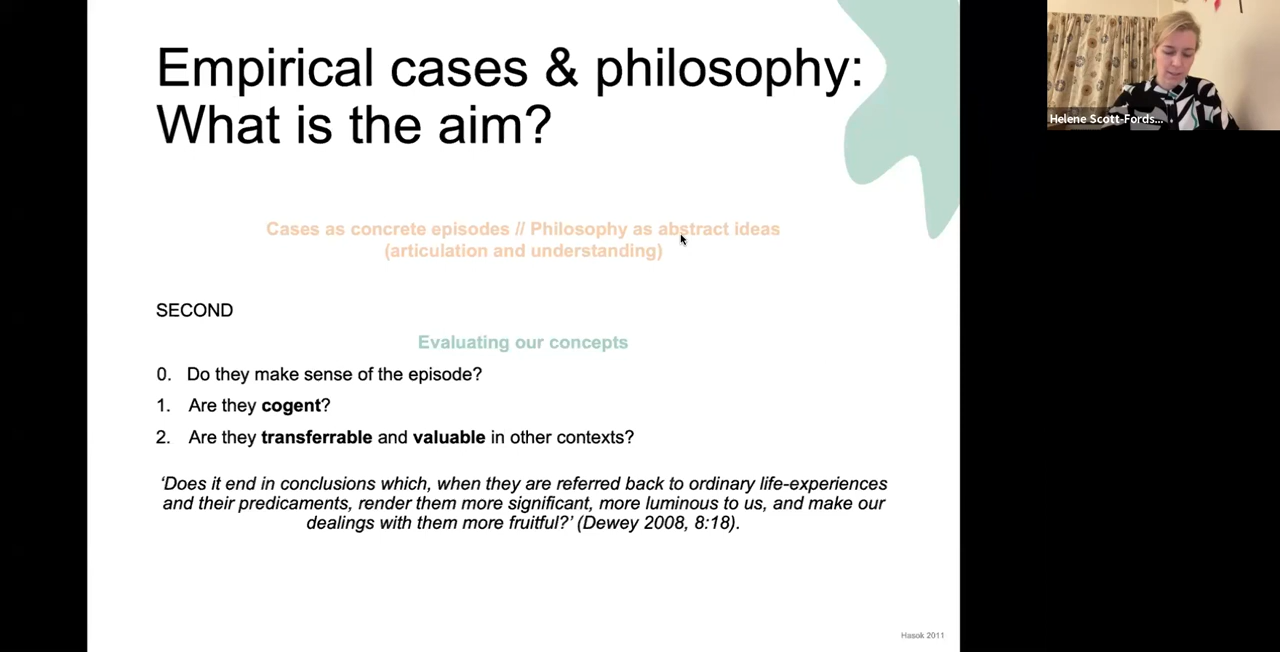 Empirical cases & philosophy:
What is the aim?
Helene Scott-Fords...
Cases as concrete episodes // Philosophy as abstract ideas
(articulation and understanding)
SECOND
Evaluating our concepts
0. Do they make sense of the episode?
1. Are they cogent?
2. Are they transferrable and valuable in other contexts?
‘Does it end in conclusions which, when they are referred back to ordinary life-experiences
and their predicaments, render them more significant, more luminous to us, and make our
dealings with them more fruitful?’ (Dewey 2008, 8:18).
Hasok 2011